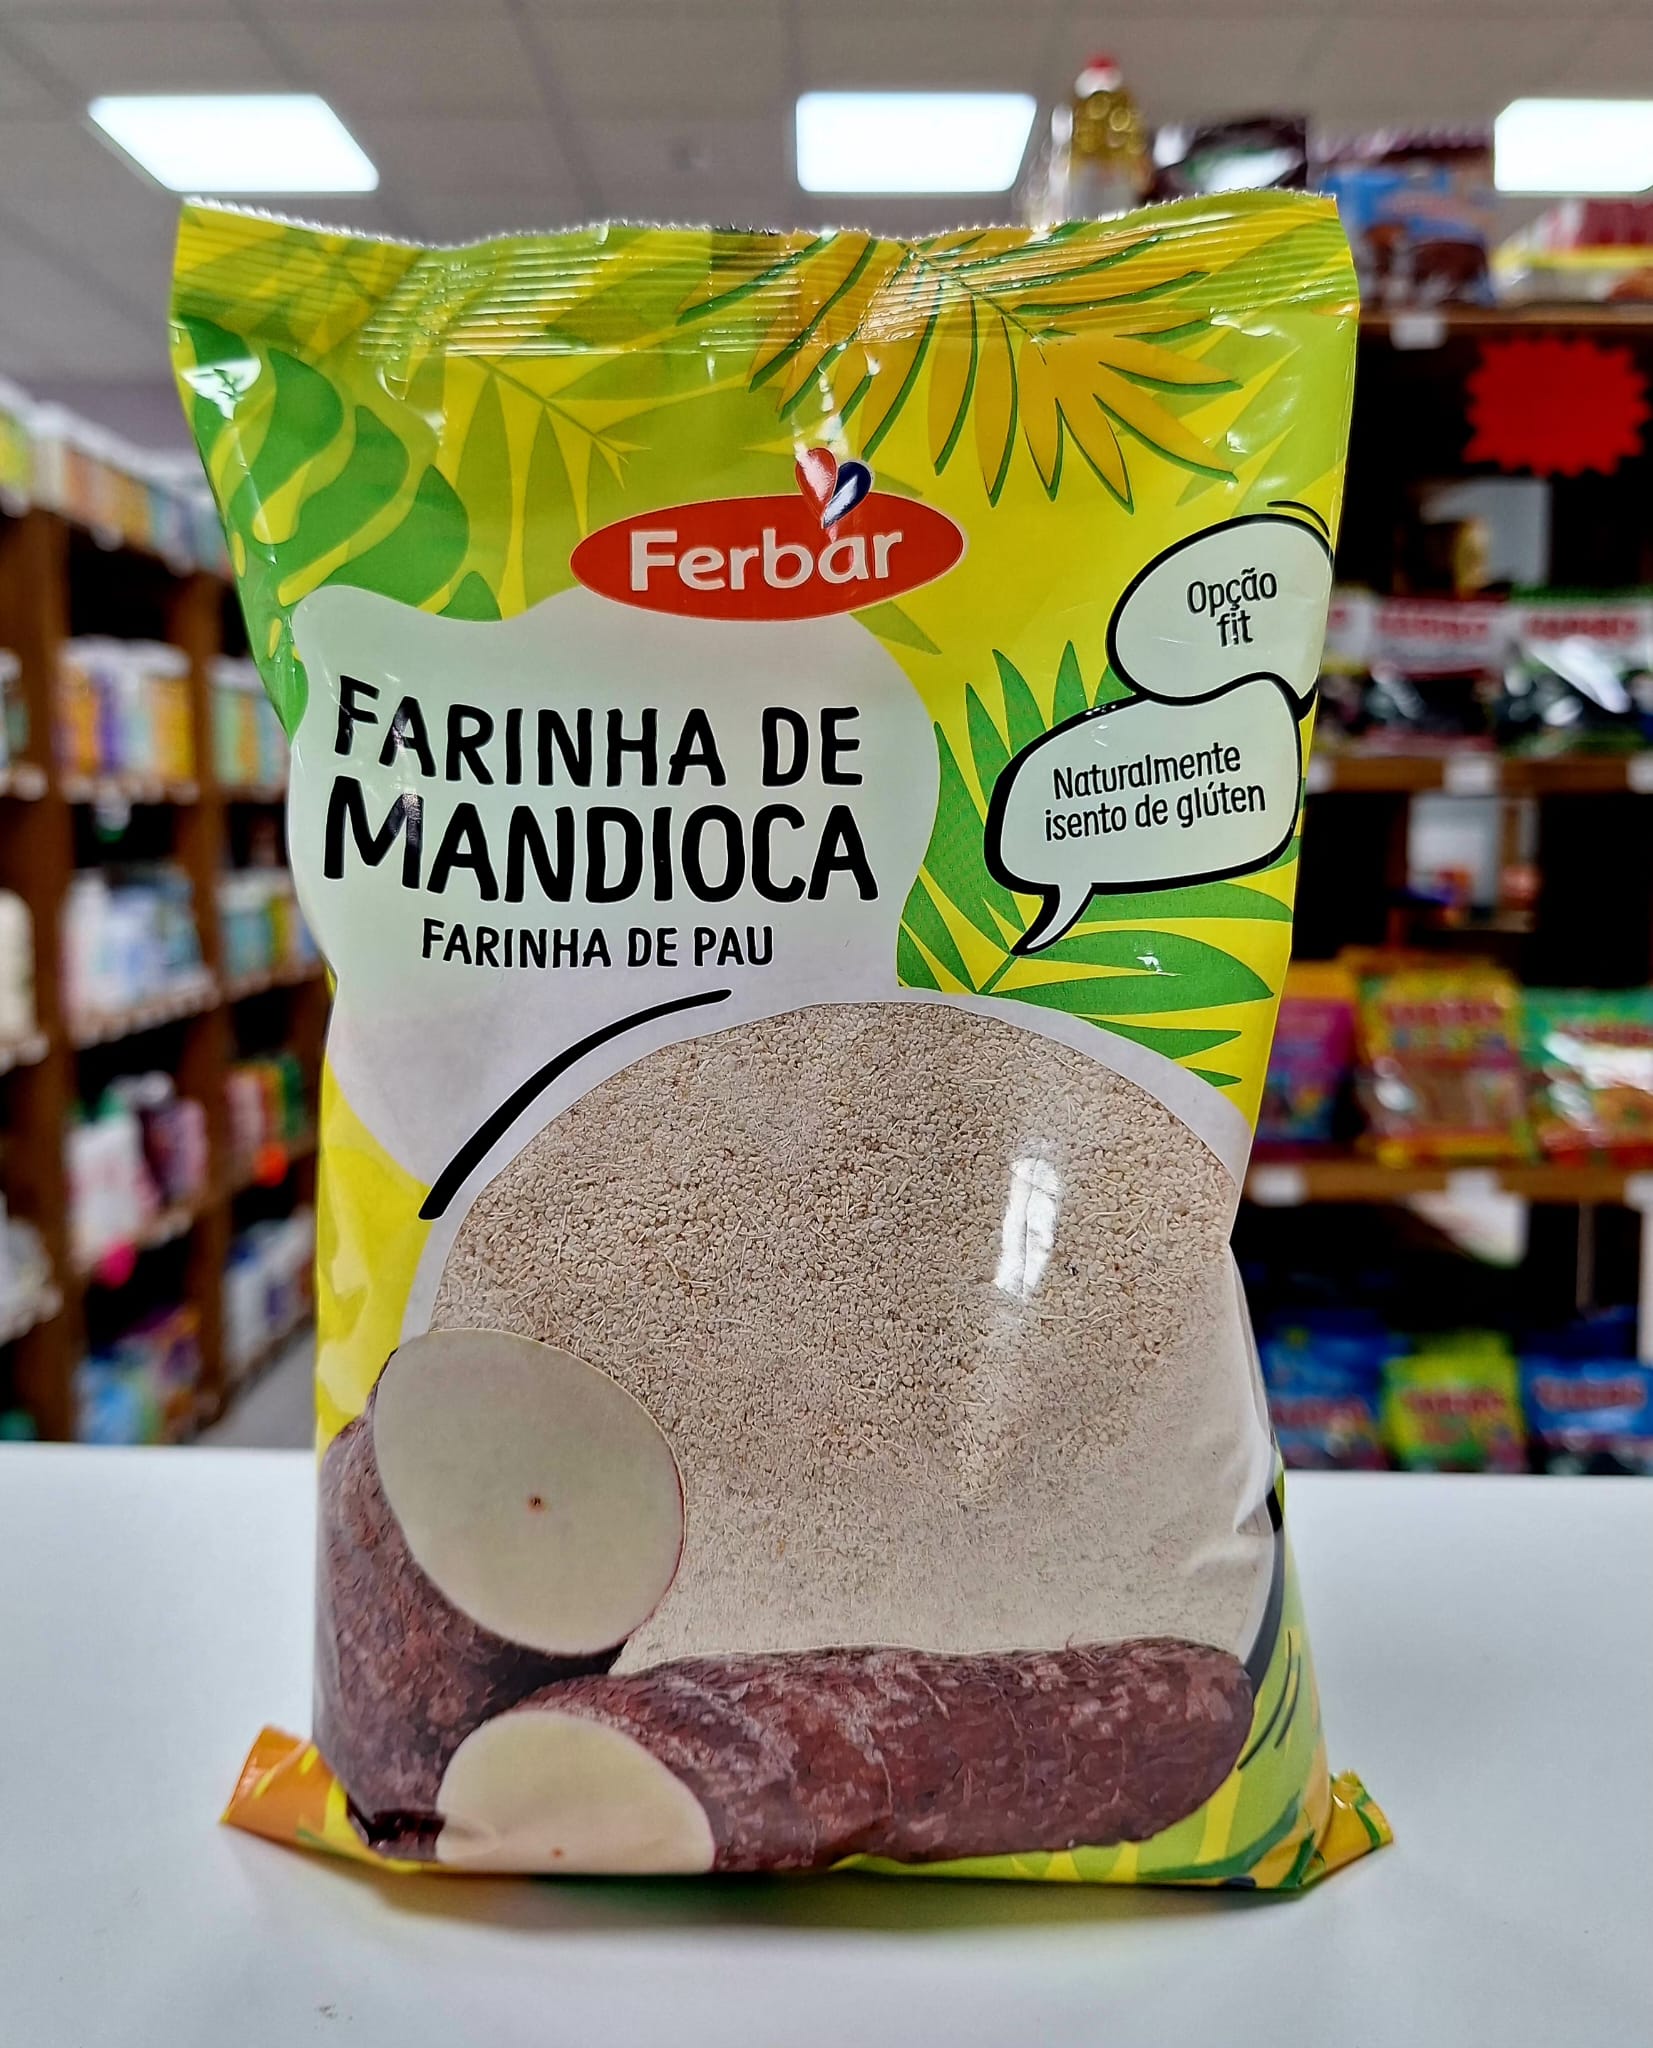 Ferbar
Opção
fit
FARINHA DE
MANDIOCA
FARINHA DE PAU
Naturalmente
isento de glúten